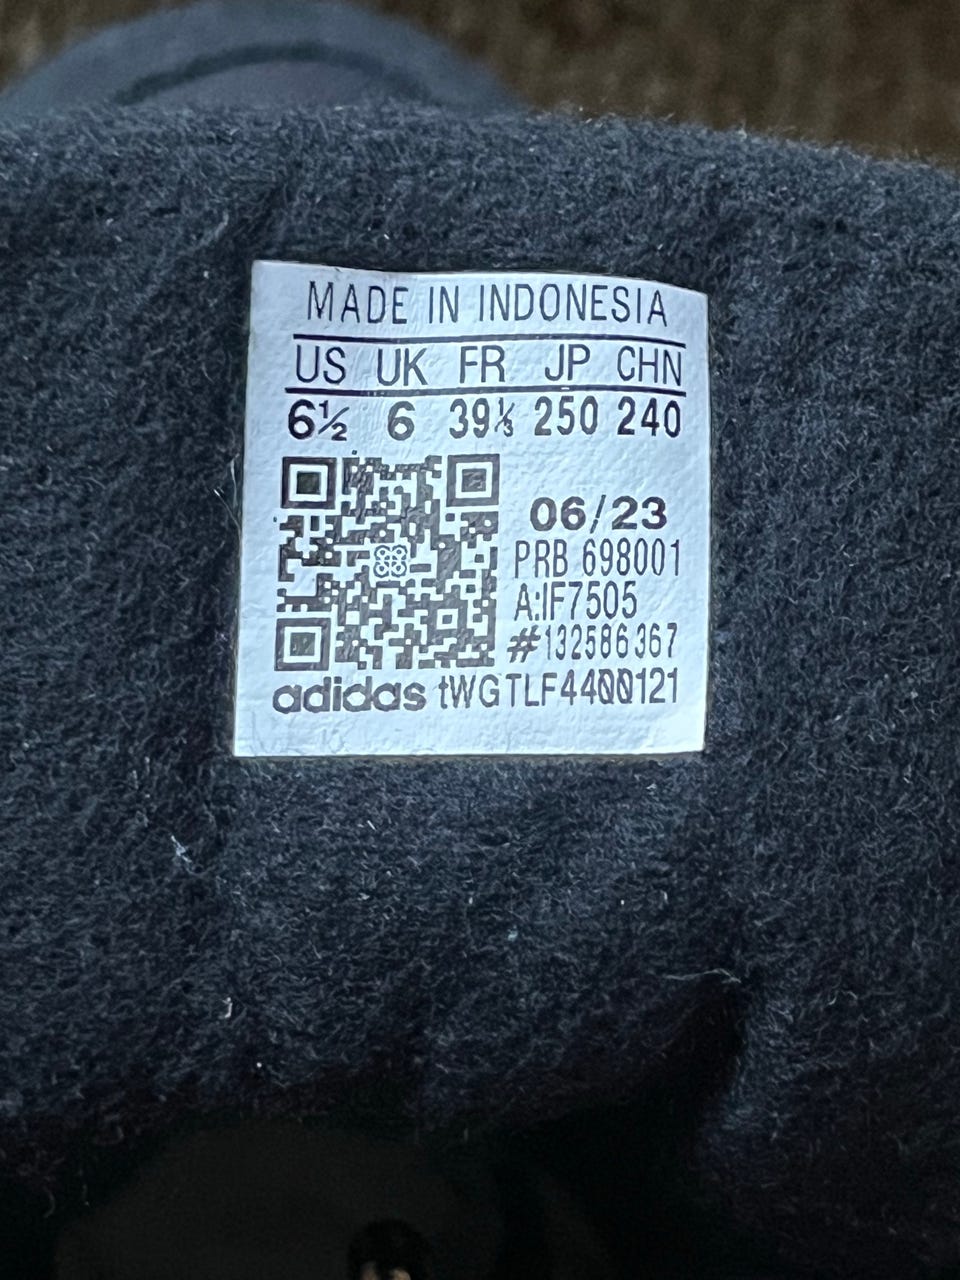 MADE IN INDONESIA
US UK FR JP CHN
6½ 6 39⅓ 250 240
06/23
PRB 698001
A:IF7505
#132586367
adidas tWGTLF4400121